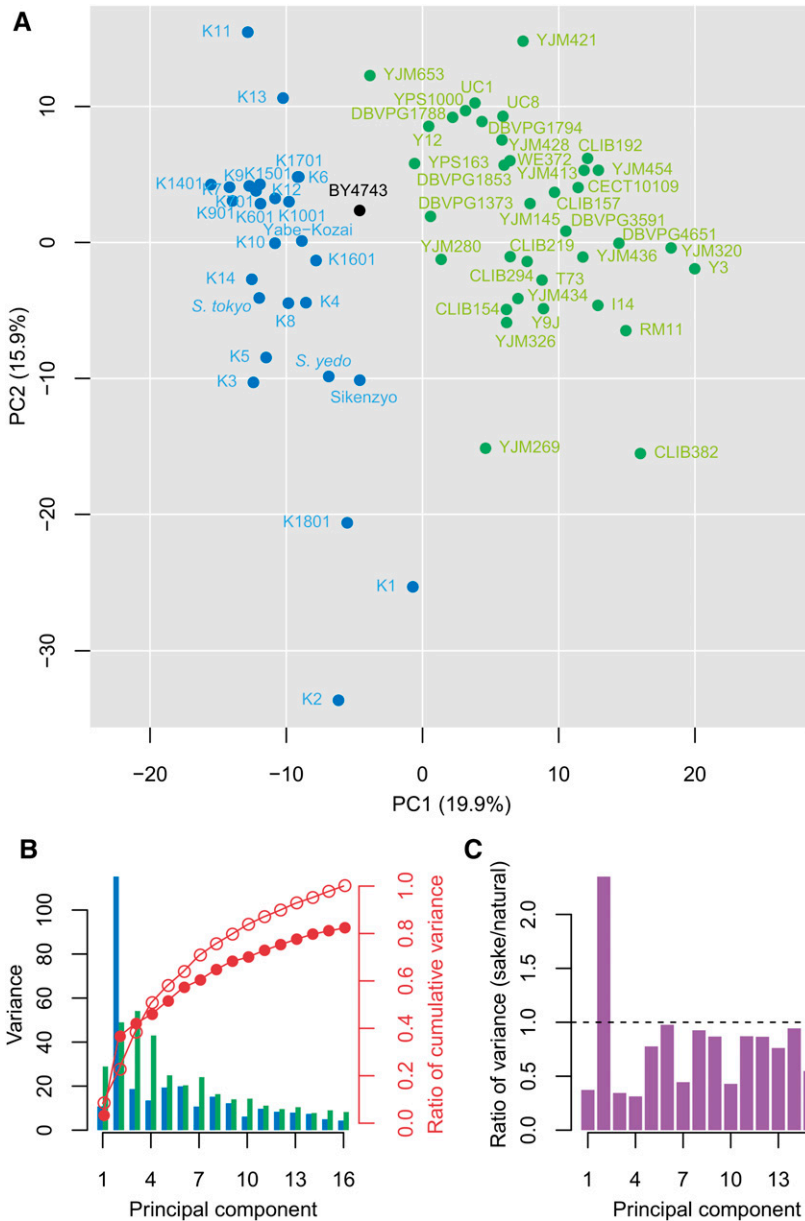 A
K11
YJM421
YJM653
K13
UC1
YPS1000
UC8
DBVPG1788
DBVPG1794
Y12
YJM428
CLIB192
K1701
YPS163
WE372
YJM454
K9
K1501
K6
YJM413
K1401
K7
K12
BY4743
DBVPG1853
CECT10109
K901
K601
K1001
DBVPG1373
CLIB157
YJM145
DBVPG3591
Yabe-Kozai
DBVPG4651
K10
YJM280
CLIB219
YJM436
YJM320
K1601
Y3
K14
CLIB294
T73
S. tokyo
K4
YJM434
I14
K8
CLIB154
Y9J
RM11
YJM326
K5
S. yedo
K3
Sikenzyo
YJM269
CLIB382
K1801
K1
K2
PC2 (15.9%)
10
0
−10
−20
−30
−20
−10
0
10
20
PC1 (19.9%)
B
Variance
100
80
60
40
20
0
1.0
0.8
0.6
0.4
0.2
0.0
Ratio of cumulative variance
1
4
7
10
13
16
Principal component
C
Ratio of variance (sake/natural)
2.0
1.5
1.0
0.5
0.0
1
4
7
10
13
Principal component